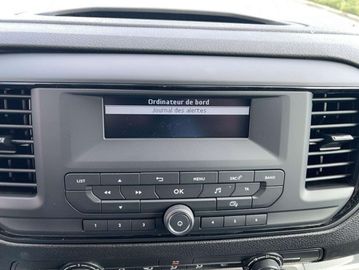 Ordinateur de bord
Journal des alertes
LIST MENU SRC BAND
OK TA
1 2 3 4 5 6